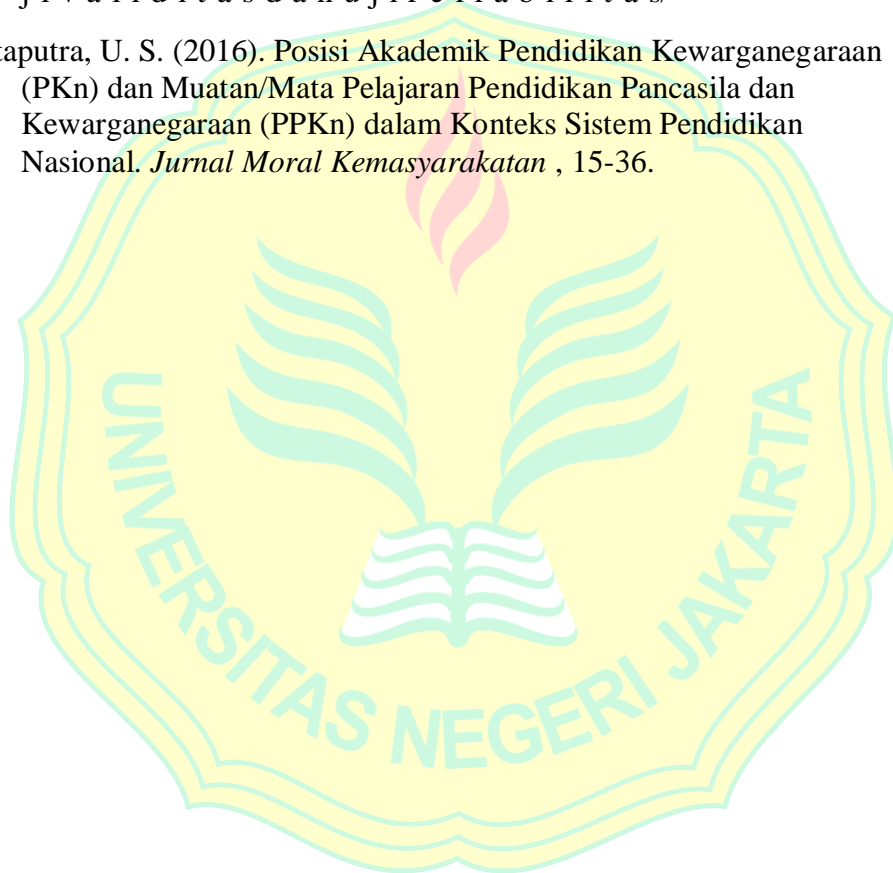 j i v a l i d i t a s d a n u j i r e l i a b i l i t a s/
taputra, U. S. (2016). Posisi Akademik Pendidikan Kewarganegaraan
(PKn) dan Muatan/Mata Pelajaran Pendidikan Pancasila dan
Kewarganegaraan (PPKn) dalam Konteks Sistem Pendidikan
Nasional. Jurnal Moral Kemasyarakatan , 15-36.
UNIVERSITAS NEGERI JAKARTA